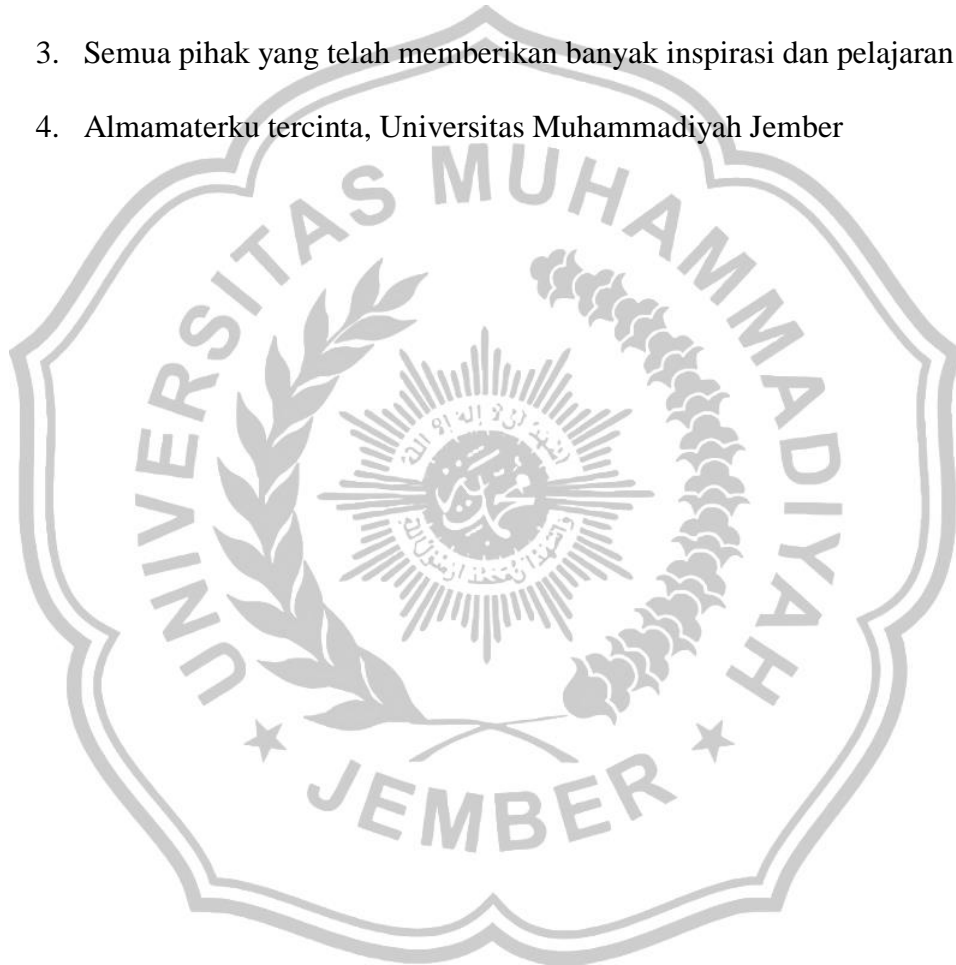 3. Semua pihak yang telah memberikan banyak inspirasi dan pelajaran
4. Almamaterku tercinta, Universitas Muhammadiyah Jember
UNIVERSITAS MUHAMMADIYAH
JEMBER